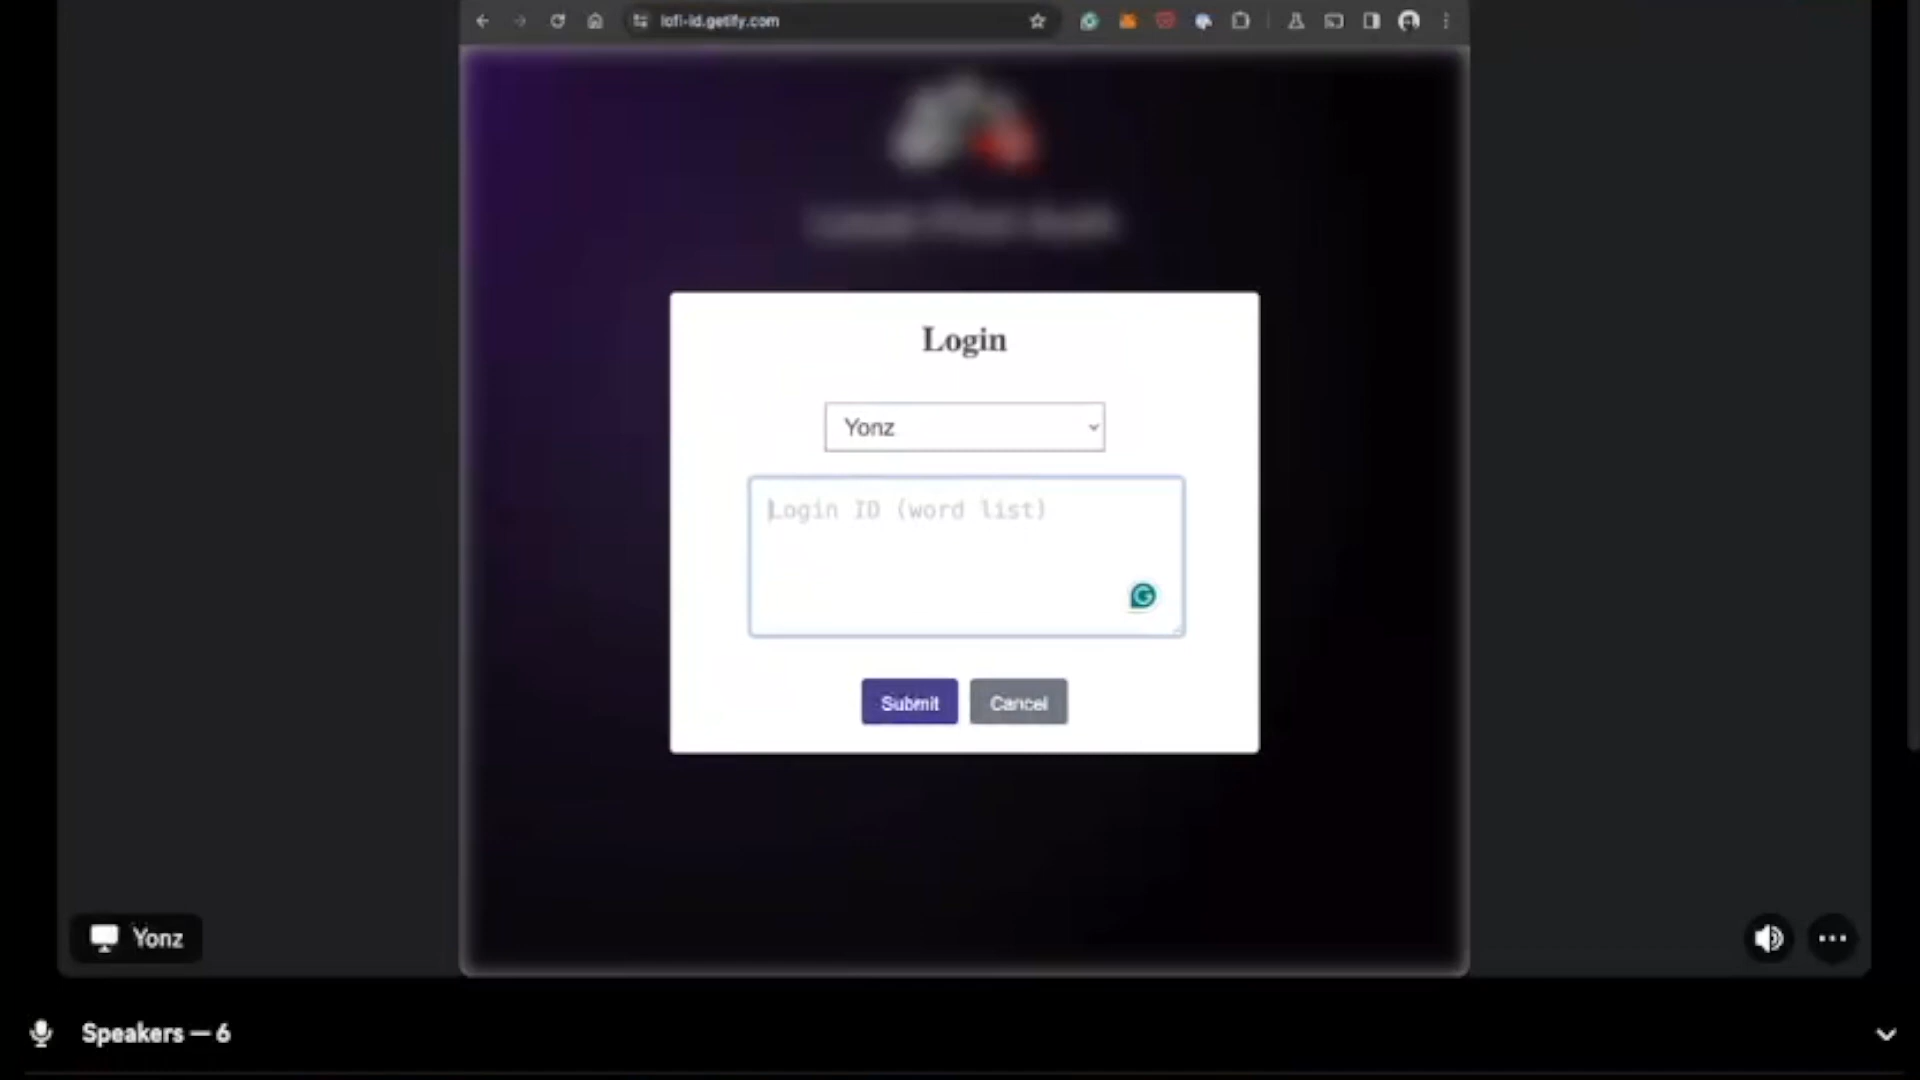 lofi-id.getify.com
Login
Yonz
Login ID (word list)
Submit
Cancel
Yonz
Speakers — 6